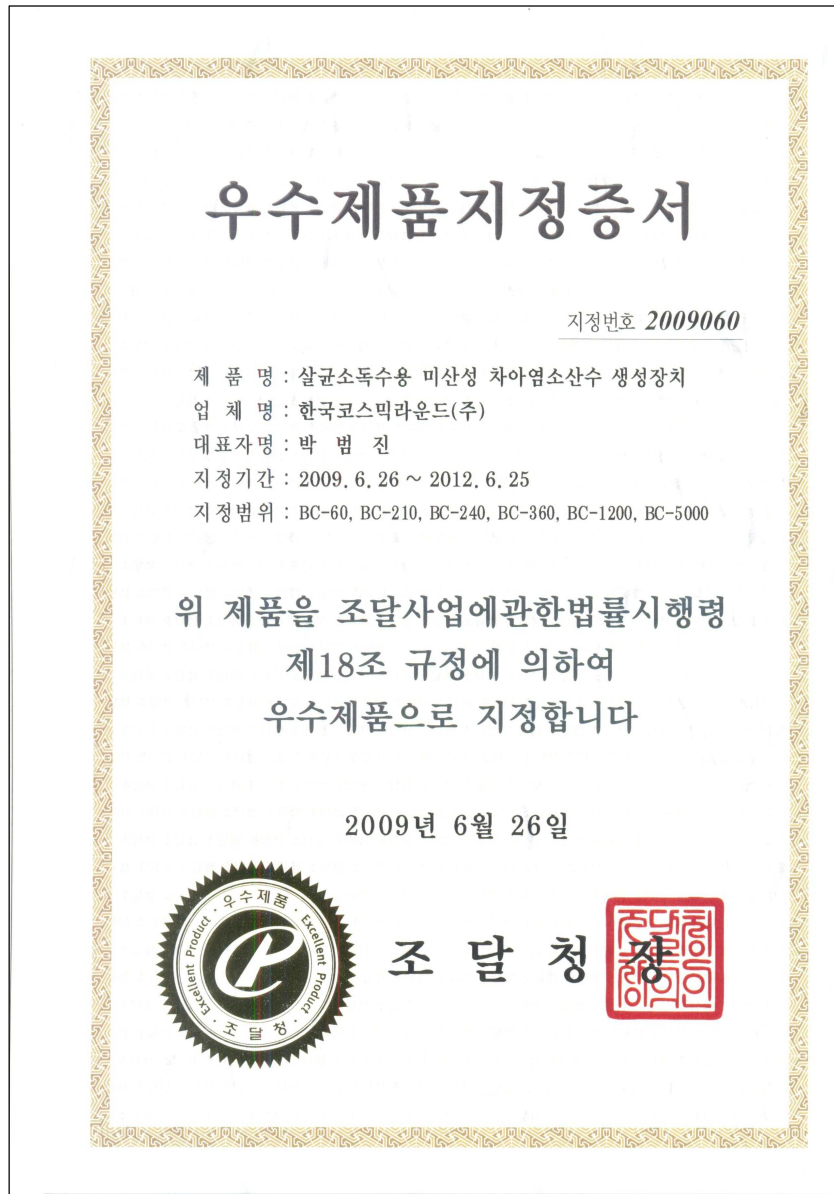 우수제품지정증서
지정번호 2009060
제 품 명 : 살균소독수용 미산성 차아염소산수 생성장치
업 체 명 : 한국코스믹라운드(주)
대표자명 : 박 범 진
지정기간 : 2009. 6. 26 ~ 2012. 6. 25
지정범위 : BC-60, BC-210, BC-240, BC-360, BC-1200, BC-5000
위 제품을 조달사업에관한법률시행령
제18조 규정에 의하여
우수제품으로 지정합니다
2009년 6월 26일
· 우수제품 · Excellent Product · 조달청 · Excellent Product
조 달 청 장
조달청장의인